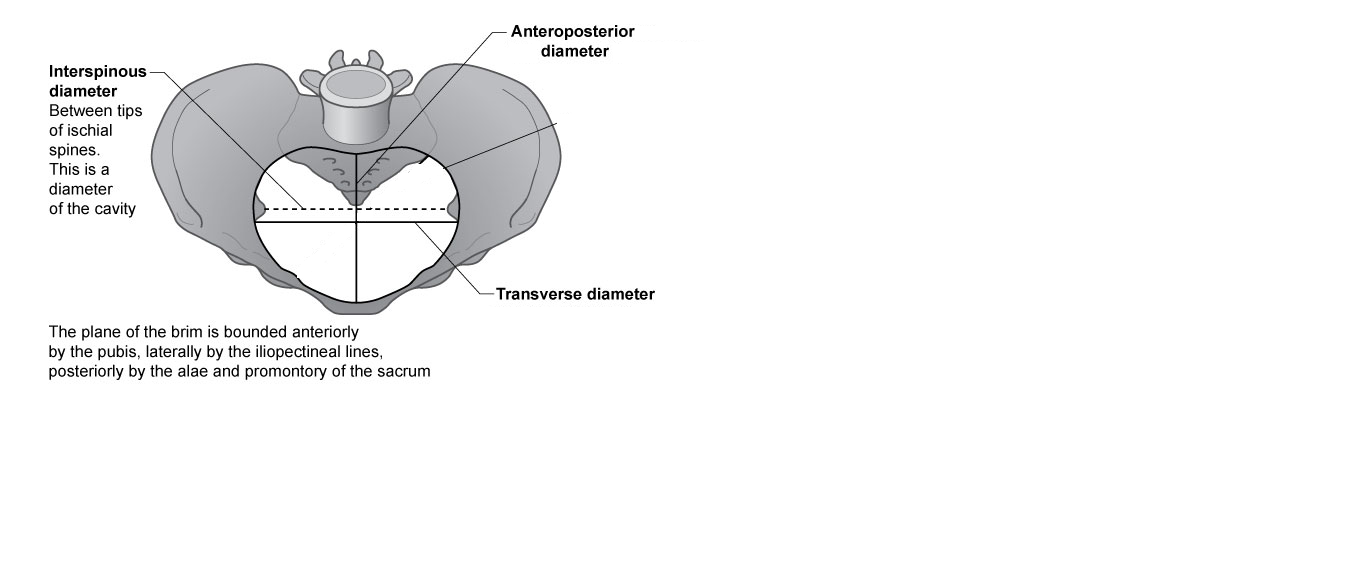 Anteroposterior
diameter
Interspinous
diameter
Between tips
of ischial
spines.
This is a
diameter
of the cavity
Transverse diameter
The plane of the brim is bounded anteriorly
by the pubis, laterally by the iliopectineal lines,
posteriorly by the alae and promontory of the sacrum